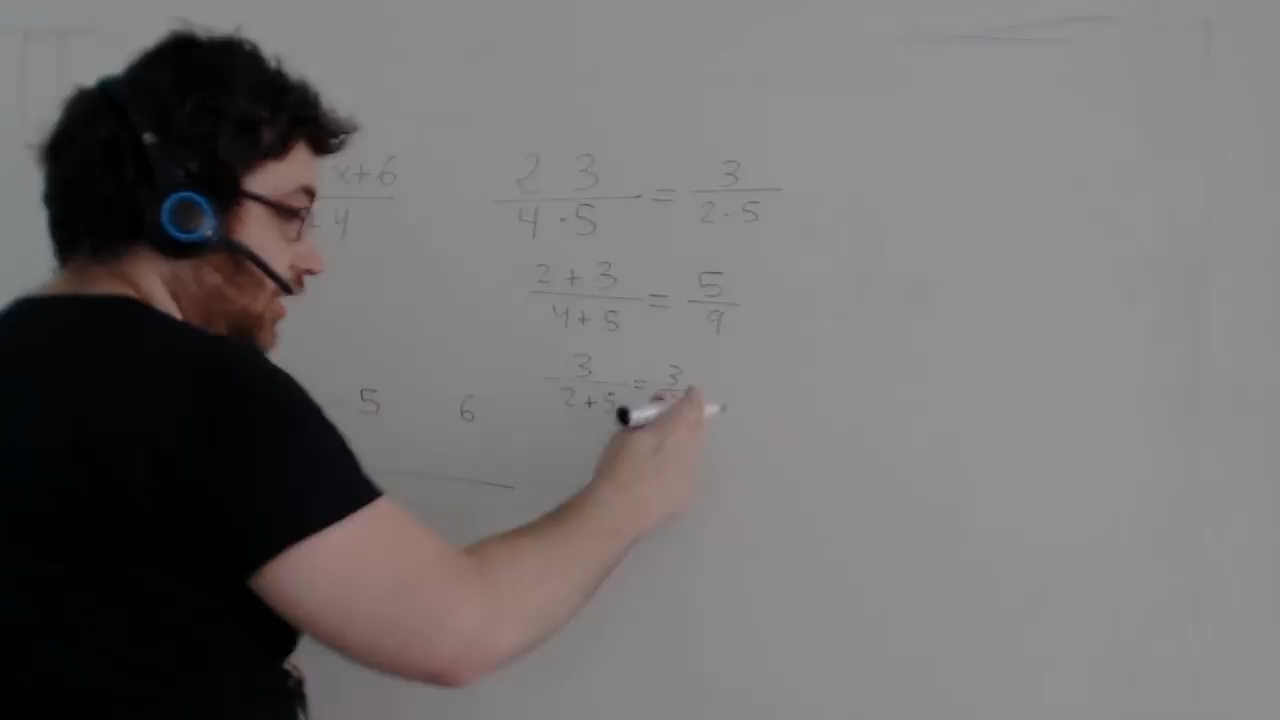 x+6
4
2 3 / 4 · 5 = 3 / 2 · 5
2 + 3 / 4 + 5 = 5 / 9
3 / 2 + 5 = 3
5 6